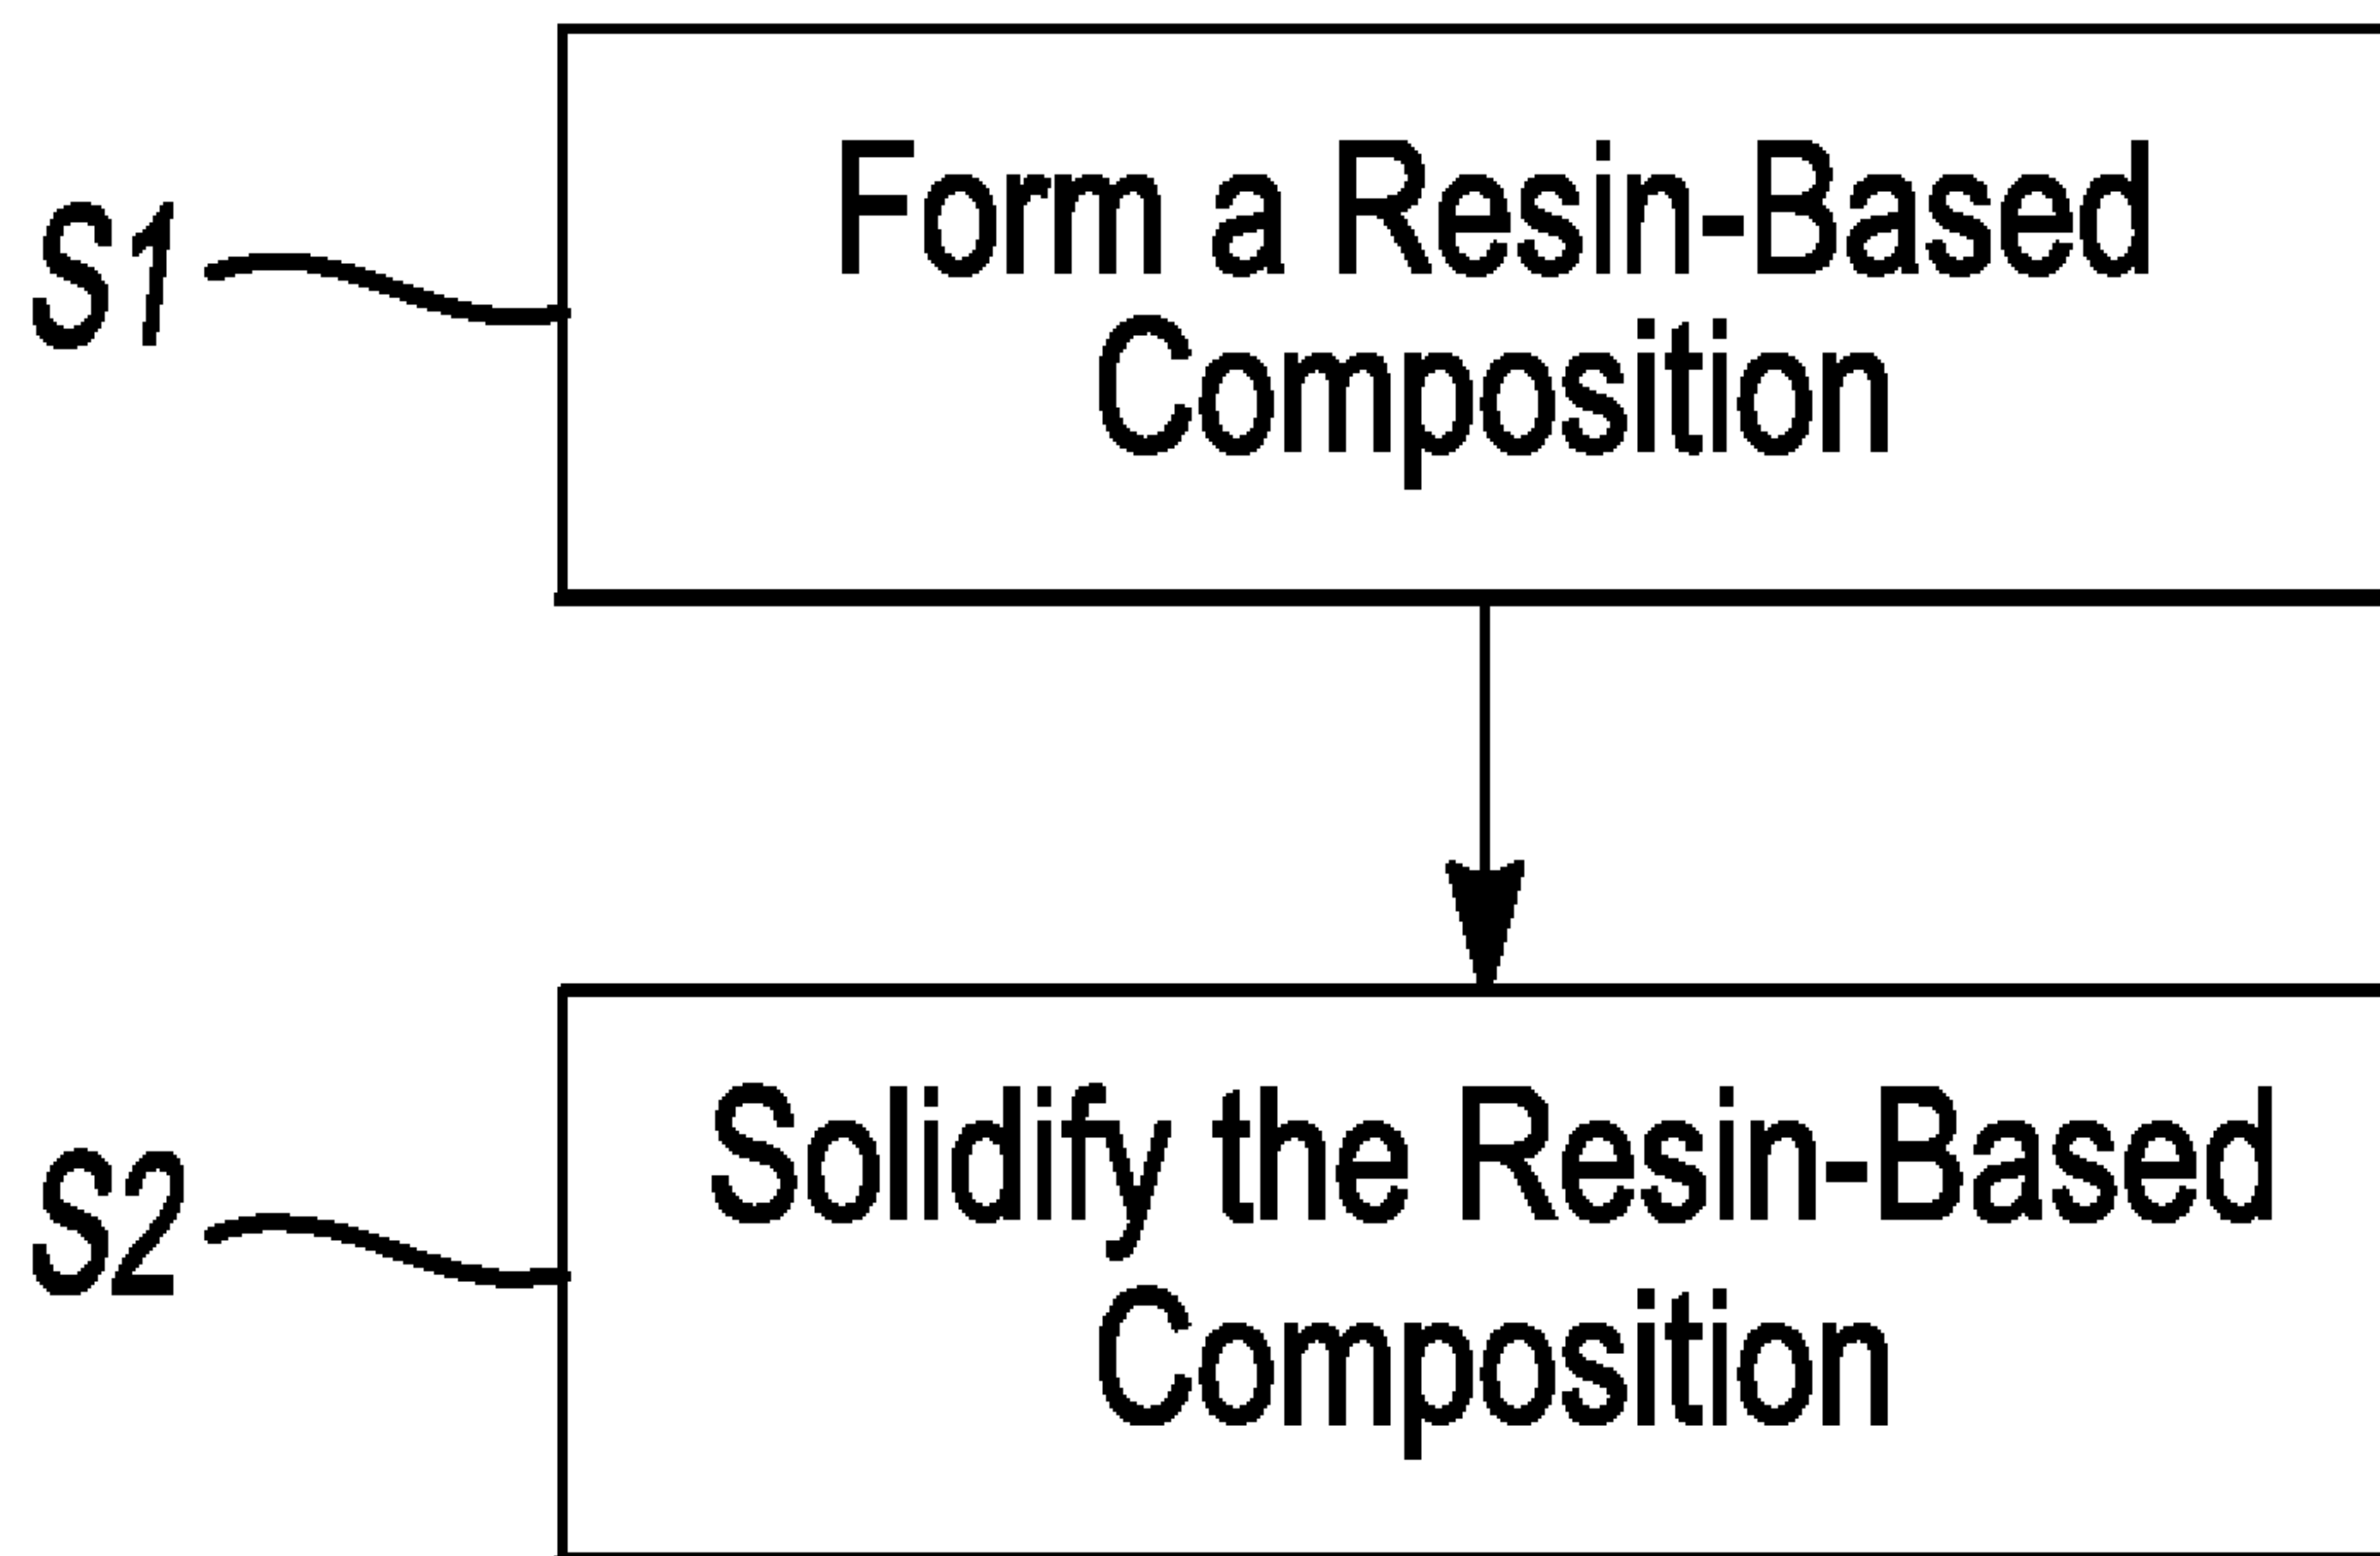 S1
Form a Resin-Based
Composition
S2
Solidify the Resin-Based
Composition